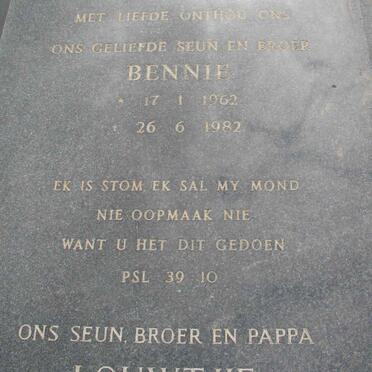 MET LIEFDE ONTHOU ONS
ONS GELIEFDE SEUN EN BROER
BENNIE
* 17 1 1962
† 26 6 1982
EK IS STOM, EK SAL MY MOND
NIE OOPMAAK NIE
WANT U HET DIT GEDOEN
PSL 39 10
ONS SEUN, BROER EN PAPPA